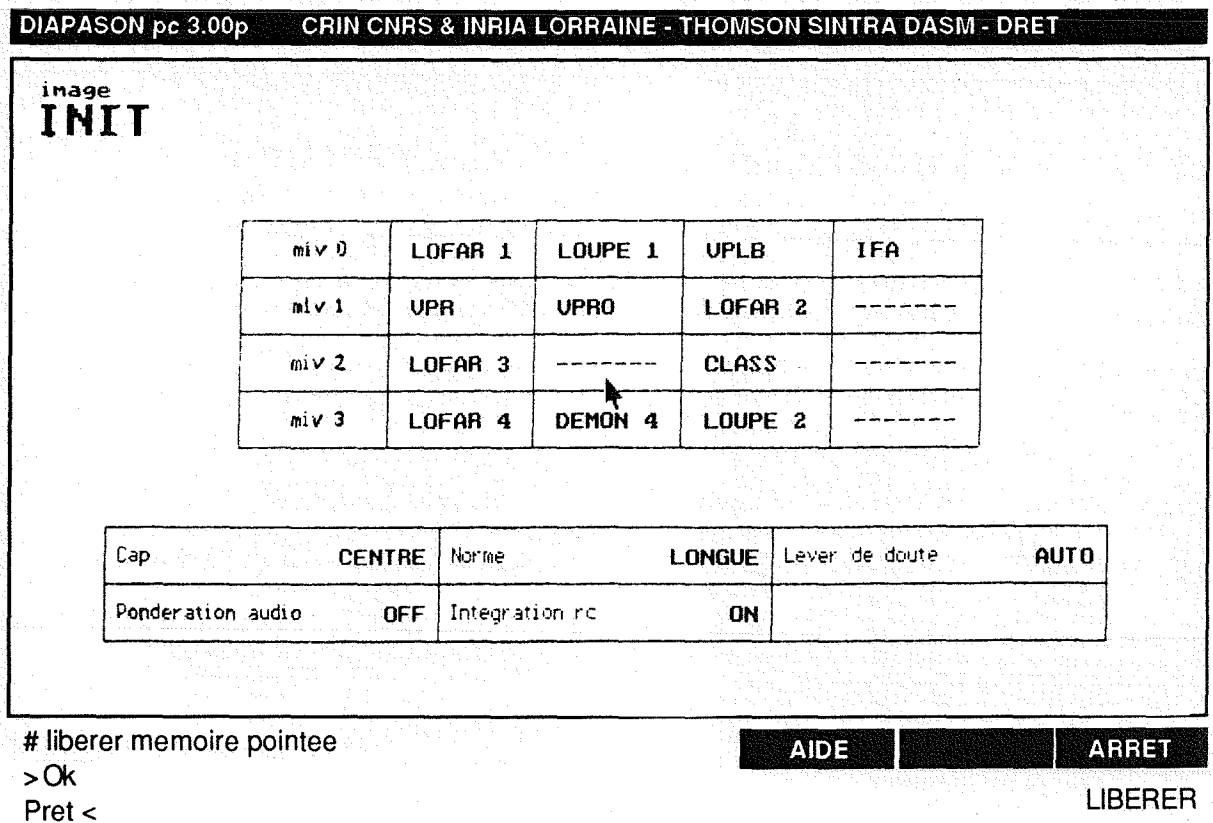 DIAPASON pc 3.00p CRIN CNRS & INRIA LORRAINE - THOMSON SINTRA DASM - DRET
image
INIT
miv 0 LOFAR 1 LOUPE 1 VPLB IFA
miv 1 VPR VPRO LOFAR 2 -------
miv 2 LOFAR 3 ------- CLASS -------
miv 3 LOFAR 4 DEMON 4 LOUPE 2 -------
Cap CENTRE Norme LONGUE Lever de doute AUTO
Ponderation audio OFF Integration rc ON
# liberer memoire pointee AIDE ARRET
> Ok
Pret < LIBERER